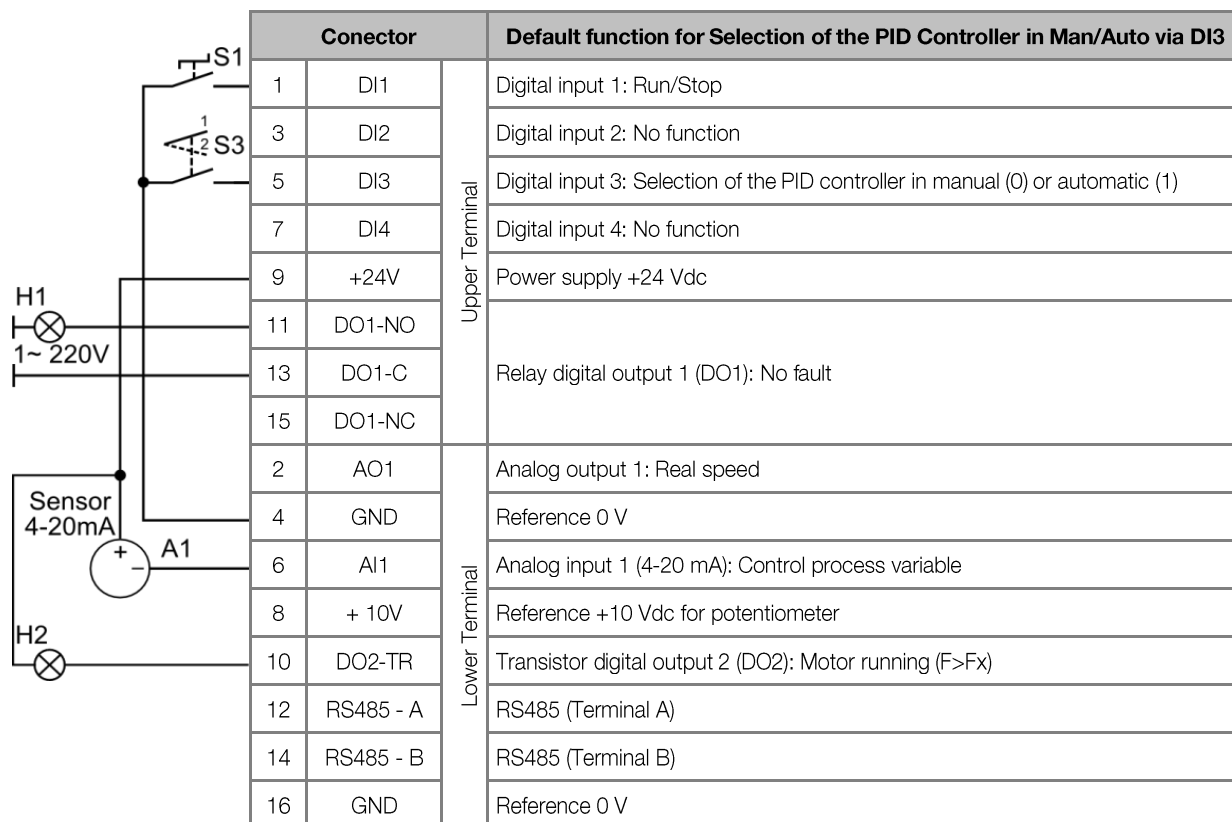 Conector Default function for Selection of the PID Controller in Man/Auto via DI3
S1
1 DI1 Digital input 1: Run/Stop
1
2 S3
3 DI2 Digital input 2: No function
5 DI3 Digital input 3: Selection of the PID controller in manual (0) or automatic (1)
7 DI4 Digital input 4: No function
Upper Terminal
9 +24V Power supply +24 Vdc
H1
11 DO1-NO
1~ 220V
13 DO1-C Relay digital output 1 (DO1): No fault
15 DO1-NC
2 AO1 Analog output 1: Real speed
Sensor
4-20mA
4 GND Reference 0 V
+
− A1
6 AI1 Analog input 1 (4-20 mA): Control process variable
8 + 10V Reference +10 Vdc for potentiometer
Lower Terminal
H2
10 DO2-TR Transistor digital output 2 (DO2): Motor running (F>Fx)
12 RS485 - A RS485 (Terminal A)
14 RS485 - B RS485 (Terminal B)
16 GND Reference 0 V